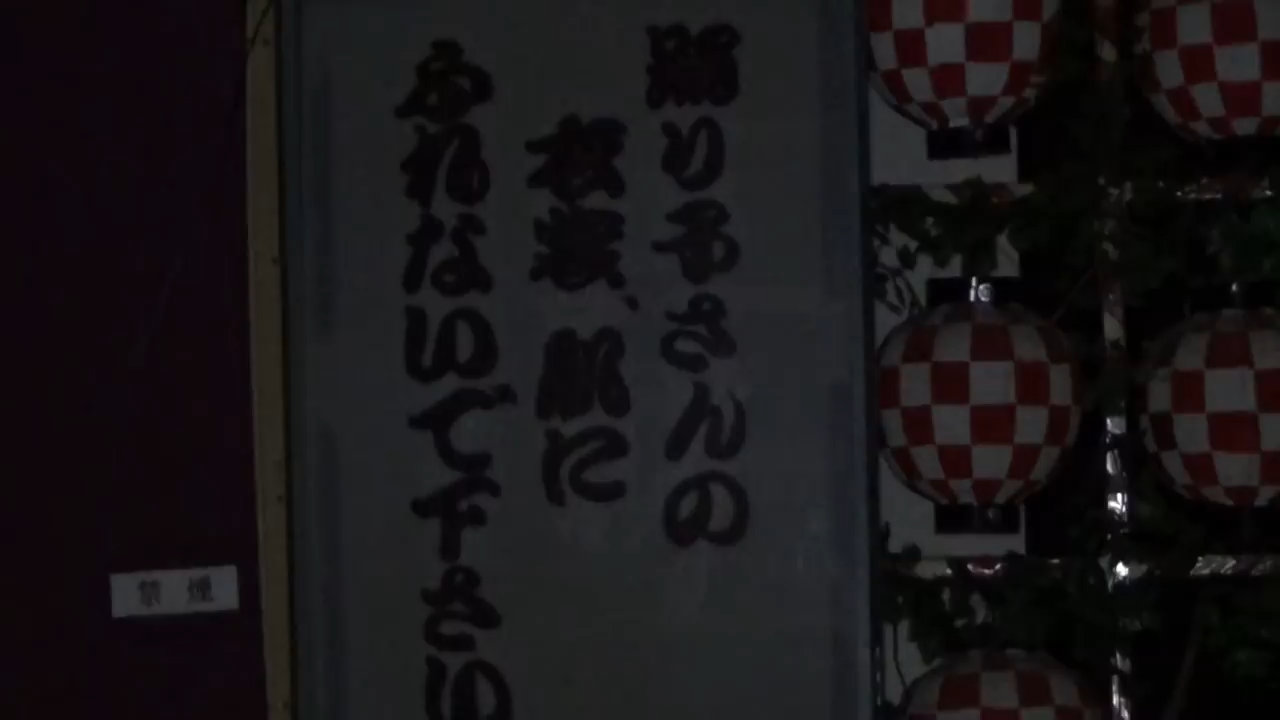 踊り子さんの
衣裳、肌に
ふれないで下さい
禁煙